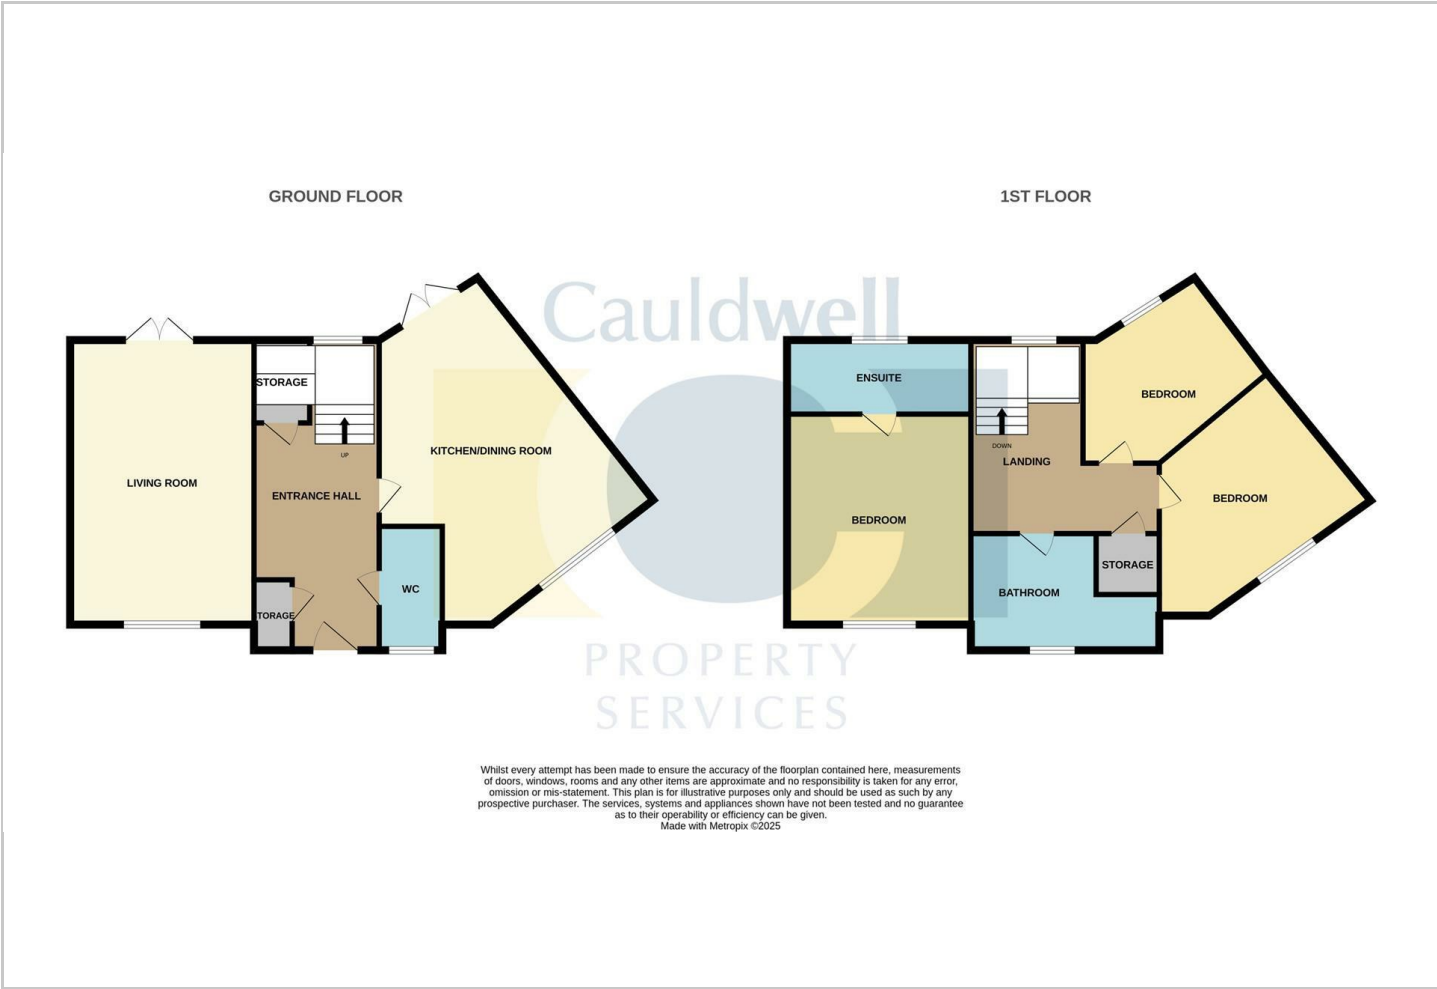 GROUND FLOOR
1ST FLOOR
Cauldwell
STORAGE
LIVING ROOM
UP
ENTRANCE HALL
KITCHEN/DINING ROOM
WC
TORAGE
ENSUITE
BEDROOM
DOWN
LANDING
BEDROOM
BEDROOM
BATHROOM
STORAGE
PROPERTY
SERVICES
Whilst every attempt has been made to ensure the accuracy of the floorplan contained here, measurements
of doors, windows, rooms and any other items are approximate and no responsibility is taken for any error,
omission or mis-statement. This plan is for illustrative purposes only and should be used as such by any
prospective purchaser. The services, systems and appliances shown have not been tested and no guarantee
as to their operability or efficiency can be given.
Made with Metropix ©2025